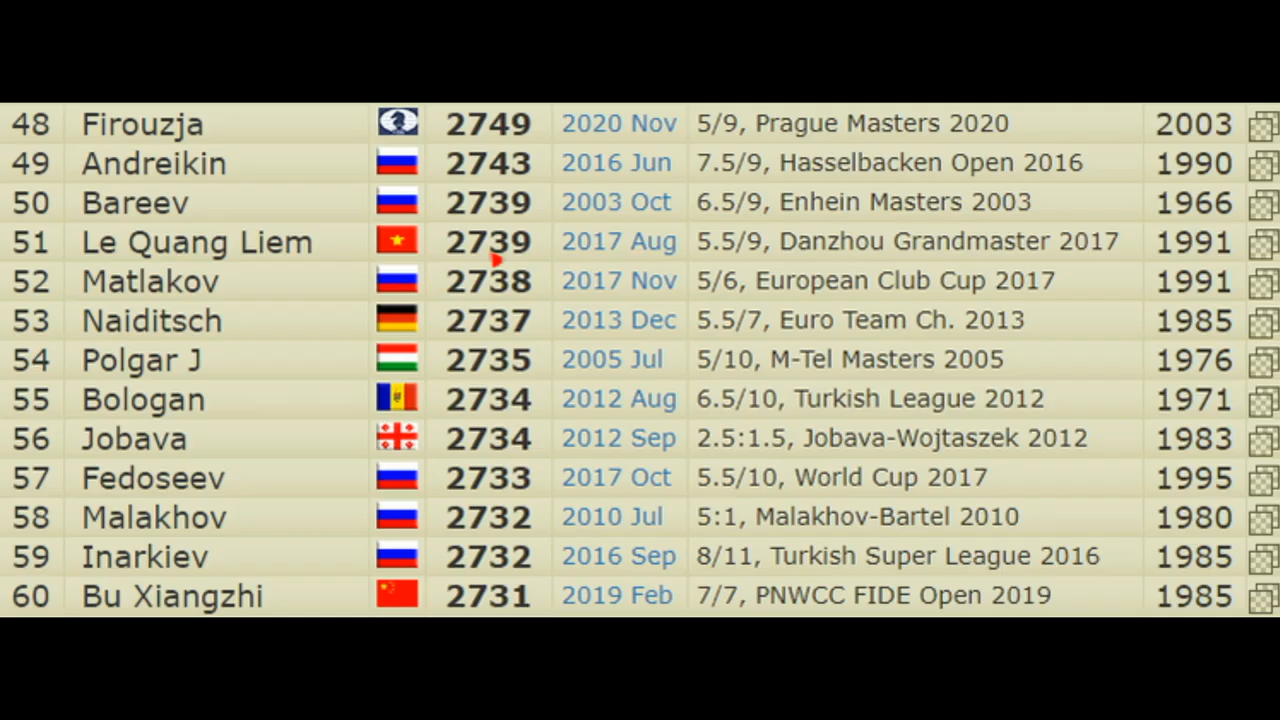 48 Firouzja 2749 2020 Nov 5/9, Prague Masters 2020 2003
49 Andreikin 2743 2016 Jun 7.5/9, Hasselbacken Open 2016 1990
50 Bareev 2739 2003 Oct 6.5/9, Enhein Masters 2003 1966
51 Le Quang Liem 2739 2017 Aug 5.5/9, Danzhou Grandmaster 2017 1991
52 Matlakov 2738 2017 Nov 5/6, European Club Cup 2017 1991
53 Naiditsch 2737 2013 Dec 5.5/7, Euro Team Ch. 2013 1985
54 Polgar J 2735 2005 Jul 5/10, M-Tel Masters 2005 1976
55 Bologan 2734 2012 Aug 6.5/10, Turkish League 2012 1971
56 Jobava 2734 2012 Sep 2.5:1.5, Jobava-Wojtaszek 2012 1983
57 Fedoseev 2733 2017 Oct 5.5/10, World Cup 2017 1995
58 Malakhov 2732 2010 Jul 5:1, Malakhov-Bartel 2010 1980
59 Inarkiev 2732 2016 Sep 8/11, Turkish Super League 2016 1985
60 Bu Xiangzhi 2731 2019 Feb 7/7, PNWCC FIDE Open 2019 1985